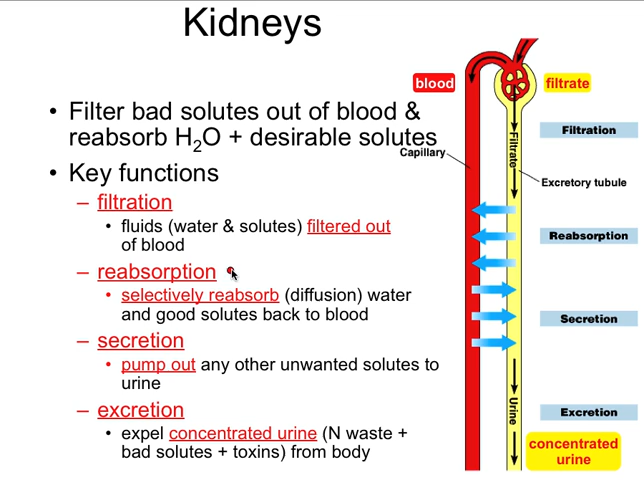 Kidneys
• Filter bad solutes out of blood &
reabsorb H₂O + desirable solutes
• Key functions
– filtration
• fluids (water & solutes) filtered out
of blood
– reabsorption
• selectively reabsorb (diffusion) water
and good solutes back to blood
– secretion
• pump out any other unwanted solutes to
urine
– excretion
• expel concentrated urine (N waste +
bad solutes + toxins) from body
blood
filtrate
Filtration
Capillary
Filtrate
Excretory tubule
Reabsorption
Secretion
Urine
Excretion
concentrated
urine